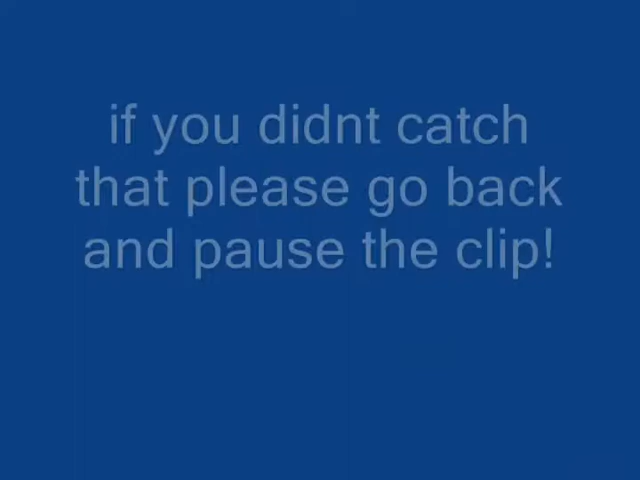 if you didnt catch
that please go back
and pause the clip!